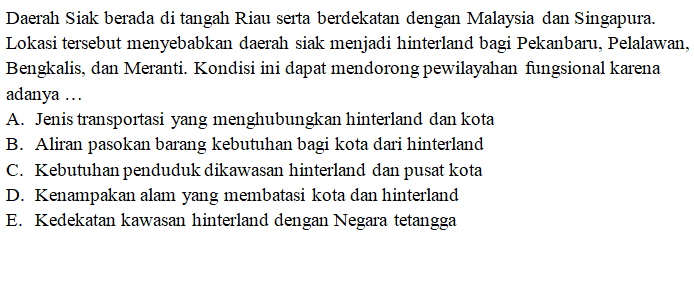 Daerah Siak berada di tangah Riau serta berdekatan dengan Malaysia dan Singapura.
Lokasi tersebut menyebabkan daerah siak menjadi hinterland bagi Pekanbaru, Pelalawan,
Bengkalis, dan Meranti. Kondisi ini dapat mendorong pewilayahan fungsional karena
adanya …
A. Jenis transportasi yang menghubungkan hinterland dan kota
B. Aliran pasokan barang kebutuhan bagi kota dari hinterland
C. Kebutuhan penduduk dikawasan hinterland dan pusat kota
D. Kenampakan alam yang membatasi kota dan hinterland
E. Kedekatan kawasan hinterland dengan Negara tetangga